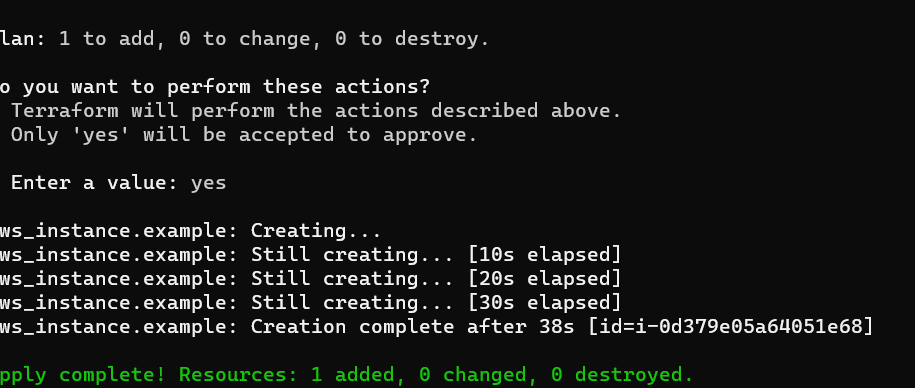 lan: 1 to add, 0 to change, 0 to destroy.
o you want to perform these actions?
Terraform will perform the actions described above.
Only 'yes' will be accepted to approve.
Enter a value: yes
ws_instance.example: Creating...
ws_instance.example: Still creating... [10s elapsed]
ws_instance.example: Still creating... [20s elapsed]
ws_instance.example: Still creating... [30s elapsed]
ws_instance.example: Creation complete after 38s [id=i-0d379e05a64051e68]
pply complete! Resources: 1 added, 0 changed, 0 destroyed.